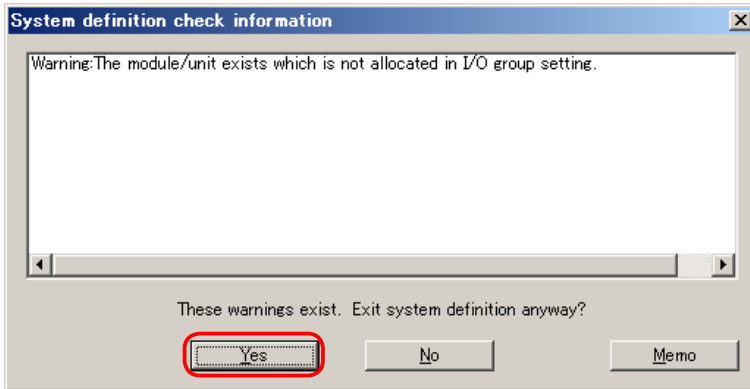 System definition check information
Warning:The module/unit exists which is not allocated in I/O group setting.
These warnings exist. Exit system definition anyway?
Yes No Memo